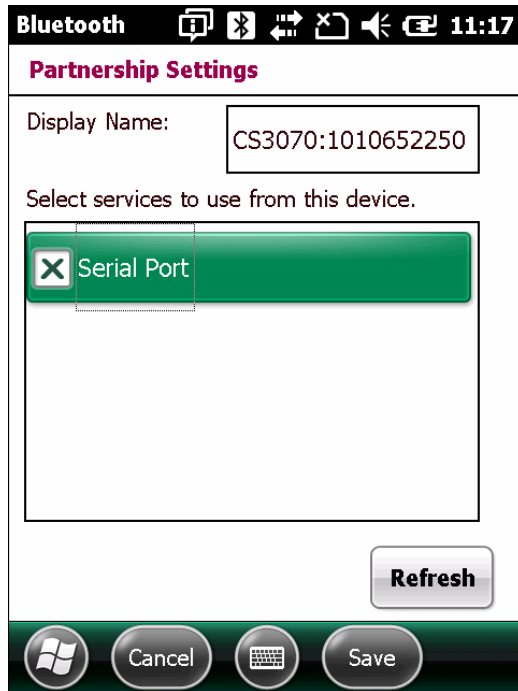 Bluetooth 11:17
Partnership Settings
Display Name:
CS3070:1010652250
Select services to use from this device.
Serial Port
Refresh
Cancel
Save